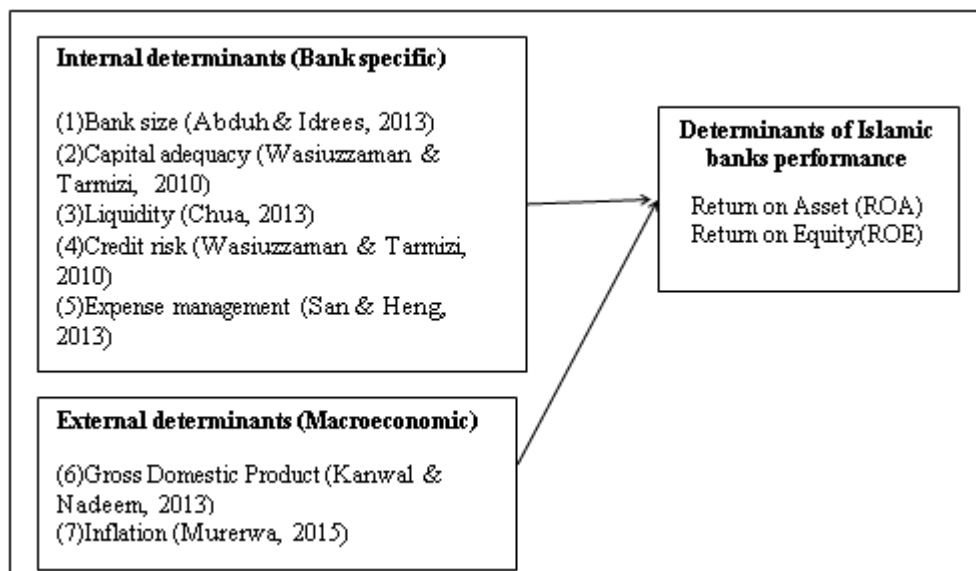 Internal determinants (Bank specific)
(1)Bank size (Abduh & Idrees, 2013)
(2)Capital adequacy (Wasiuzzaman &
Tarmizi, 2010)
(3)Liquidity (Chua, 2013)
(4)Credit risk (Wasiuzzaman & Tarmizi,
2010)
(5)Expense management (San & Heng,
2013)
External determinants (Macroeconomic)
(6)Gross Domestic Product (Kanwal &
Nadeem, 2013)
(7)Inflation (Murerwa, 2015)
Determinants of Islamic
banks performance
Return on Asset (ROA)
Return on Equity(ROE)